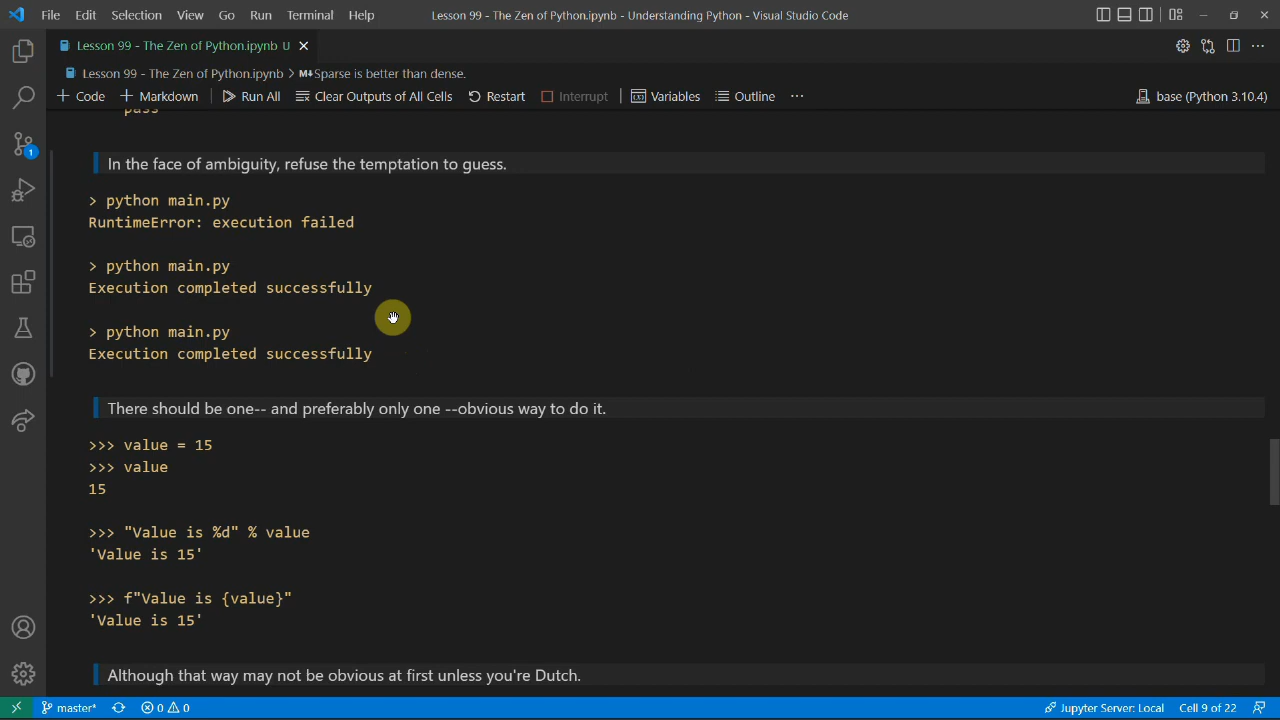 File Edit Selection View Go Run Terminal Help
Lesson 99 - The Zen of Python.ipynb - Understanding Python - Visual Studio Code
Lesson 99 - The Zen of Python.ipynb U
Lesson 99 - The Zen of Python.ipynb > M↓Sparse is better than dense.
+ Code + Markdown Run All Clear Outputs of All Cells Restart Interrupt Variables Outline ··· base (Python 3.10.4)
pass
In the face of ambiguity, refuse the temptation to guess.
> python main.py
RuntimeError: execution failed
> python main.py
Execution completed successfully
> python main.py
Execution completed successfully
There should be one-- and preferably only one --obvious way to do it.
>>> value = 15
>>> value
15
>>> "Value is %d" % value
'Value is 15'
>>> f"Value is {value}"
'Value is 15'
Although that way may not be obvious at first unless you're Dutch.
1
master* 0 0 Jupyter Server: Local Cell 9 of 22